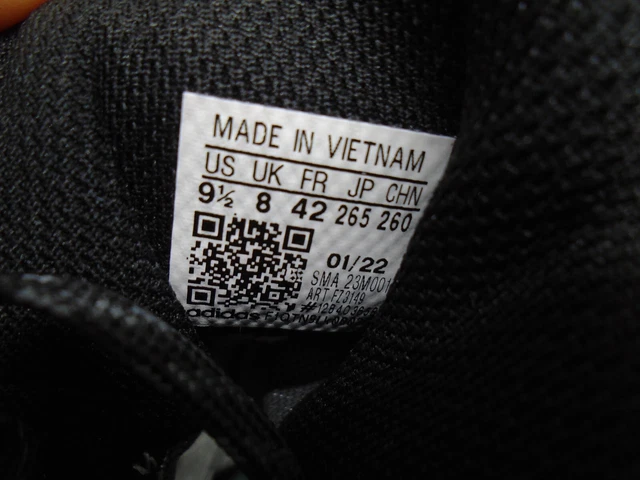 MADE IN VIETNAM
US UK FR JP CHN
9½ 8 42 265 260
01/22
SMA 23M001
ART FZ3149
adidas